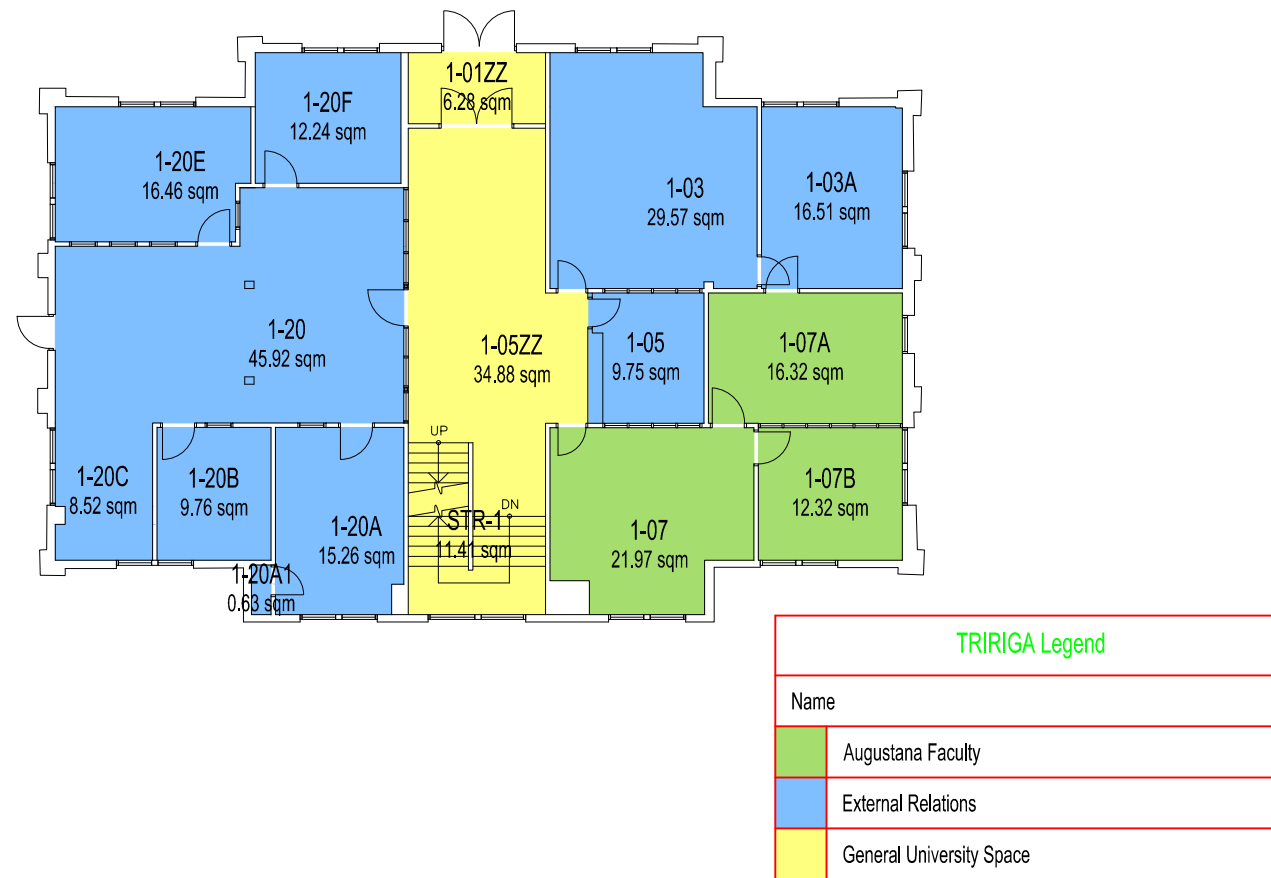 1-01ZZ
6.28 sqm
1-20F
12.24 sqm
1-20E
16.46 sqm
1-03
29.57 sqm
1-03A
16.51 sqm
1-20
45.92 sqm
1-05ZZ
34.88 sqm
1-05
9.75 sqm
1-07A
16.32 sqm
UP
DN
1-20C
8.52 sqm
1-20B
9.76 sqm
1-20A
15.26 sqm
STR-1
11.41 sqm
1-07
21.97 sqm
1-07B
12.32 sqm
1-20A1
0.63 sqm
TRIRIGA Legend
Name
Augustana Faculty
External Relations
General University Space